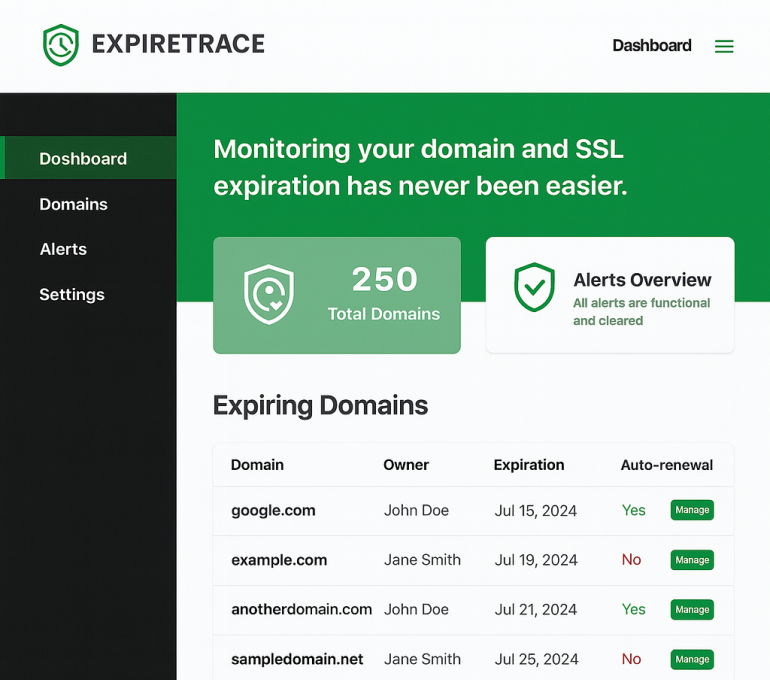 EXPIRETRACE
Dashboard
Doshboard
Domains
Alerts
Settings
Monitoring your domain and SSL
expiration has never been easier.
250
Total Domains
Alerts Overview
All alerts are functional
and cleared
Expiring Domains
Domain Owner Expiration Auto-renewal
google.com John Doe Jul 15, 2024 Yes Manage
example.com Jane Smith Jul 19, 2024 No Manage
anotherdomain.com John Doe Jul 21, 2024 Yes Manage
sampledomain.net Jane Smith Jul 25, 2024 No Manage